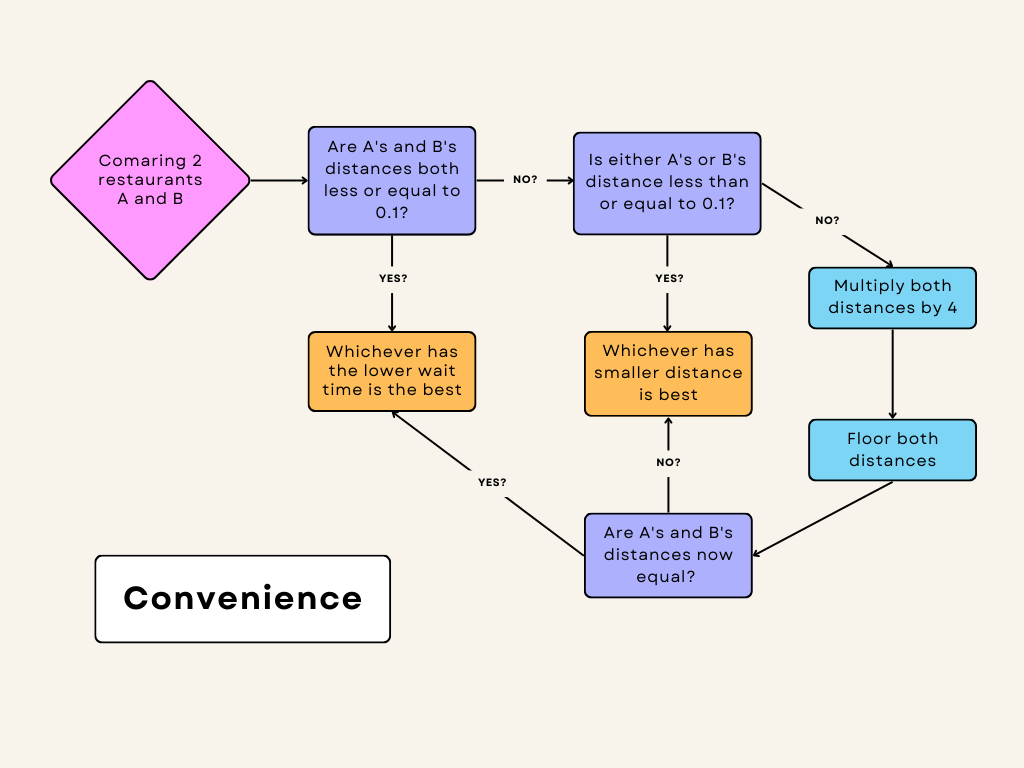 Comaring 2
restaurants
A and B
Are A's and B's
distances both
less or equal to
0.1?
NO?
Is either A's or B's
distance less than
or equal to 0.1?
NO?
YES?
YES?
Multiply both
distances by 4
Whichever has
the lower wait
time is the best
Whichever has
smaller distance
is best
Floor both
distances
NO?
YES?
Are A's and B's
distances now
equal?
Convenience